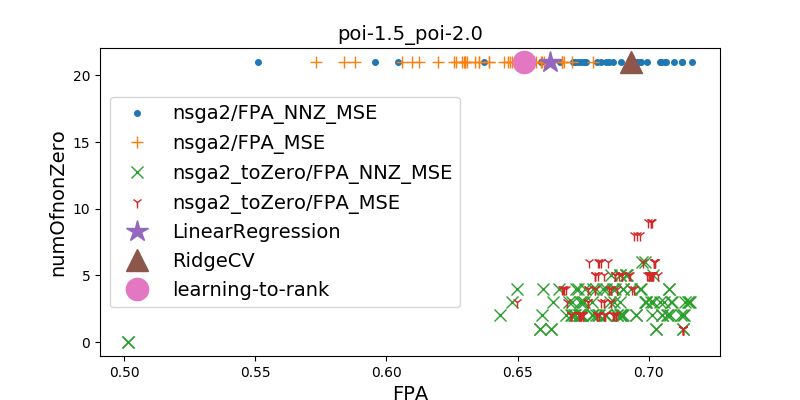 poi-1.5_poi-2.0
numOfnonZero
20
15
10
5
0
nsga2/FPA_NNZ_MSE
nsga2/FPA_MSE
nsga2_toZero/FPA_NNZ_MSE
nsga2_toZero/FPA_MSE
LinearRegression
RidgeCV
learning-to-rank
0.50 0.55 0.60 0.65 0.70
FPA